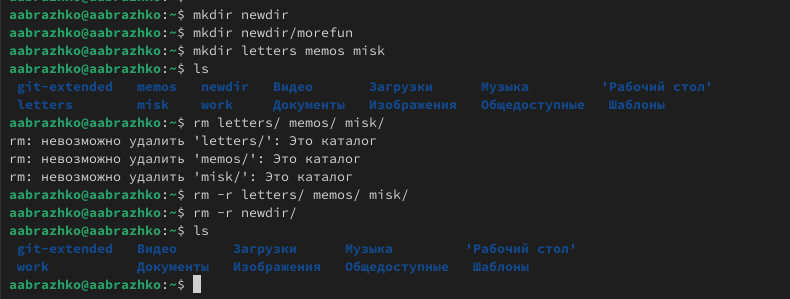 aabrazhko@aabrazhko:~$ mkdir newdir
aabrazhko@aabrazhko:~$ mkdir newdir/morefun
aabrazhko@aabrazhko:~$ mkdir letters memos misk
aabrazhko@aabrazhko:~$ ls
git-extended memos newdir Видео Загрузки Музыка 'Рабочий стол'
letters misk work Документы Изображения Общедоступные Шаблоны
aabrazhko@aabrazhko:~$ rm letters/ memos/ misk/
rm: невозможно удалить 'letters/': Это каталог
rm: невозможно удалить 'memos/': Это каталог
rm: невозможно удалить 'misk/': Это каталог
aabrazhko@aabrazhko:~$ rm -r letters/ memos/ misk/
aabrazhko@aabrazhko:~$ rm -r newdir/
aabrazhko@aabrazhko:~$ ls
git-extended Видео Загрузки Музыка 'Рабочий стол'
work Документы Изображения Общедоступные Шаблоны
aabrazhko@aabrazhko:~$